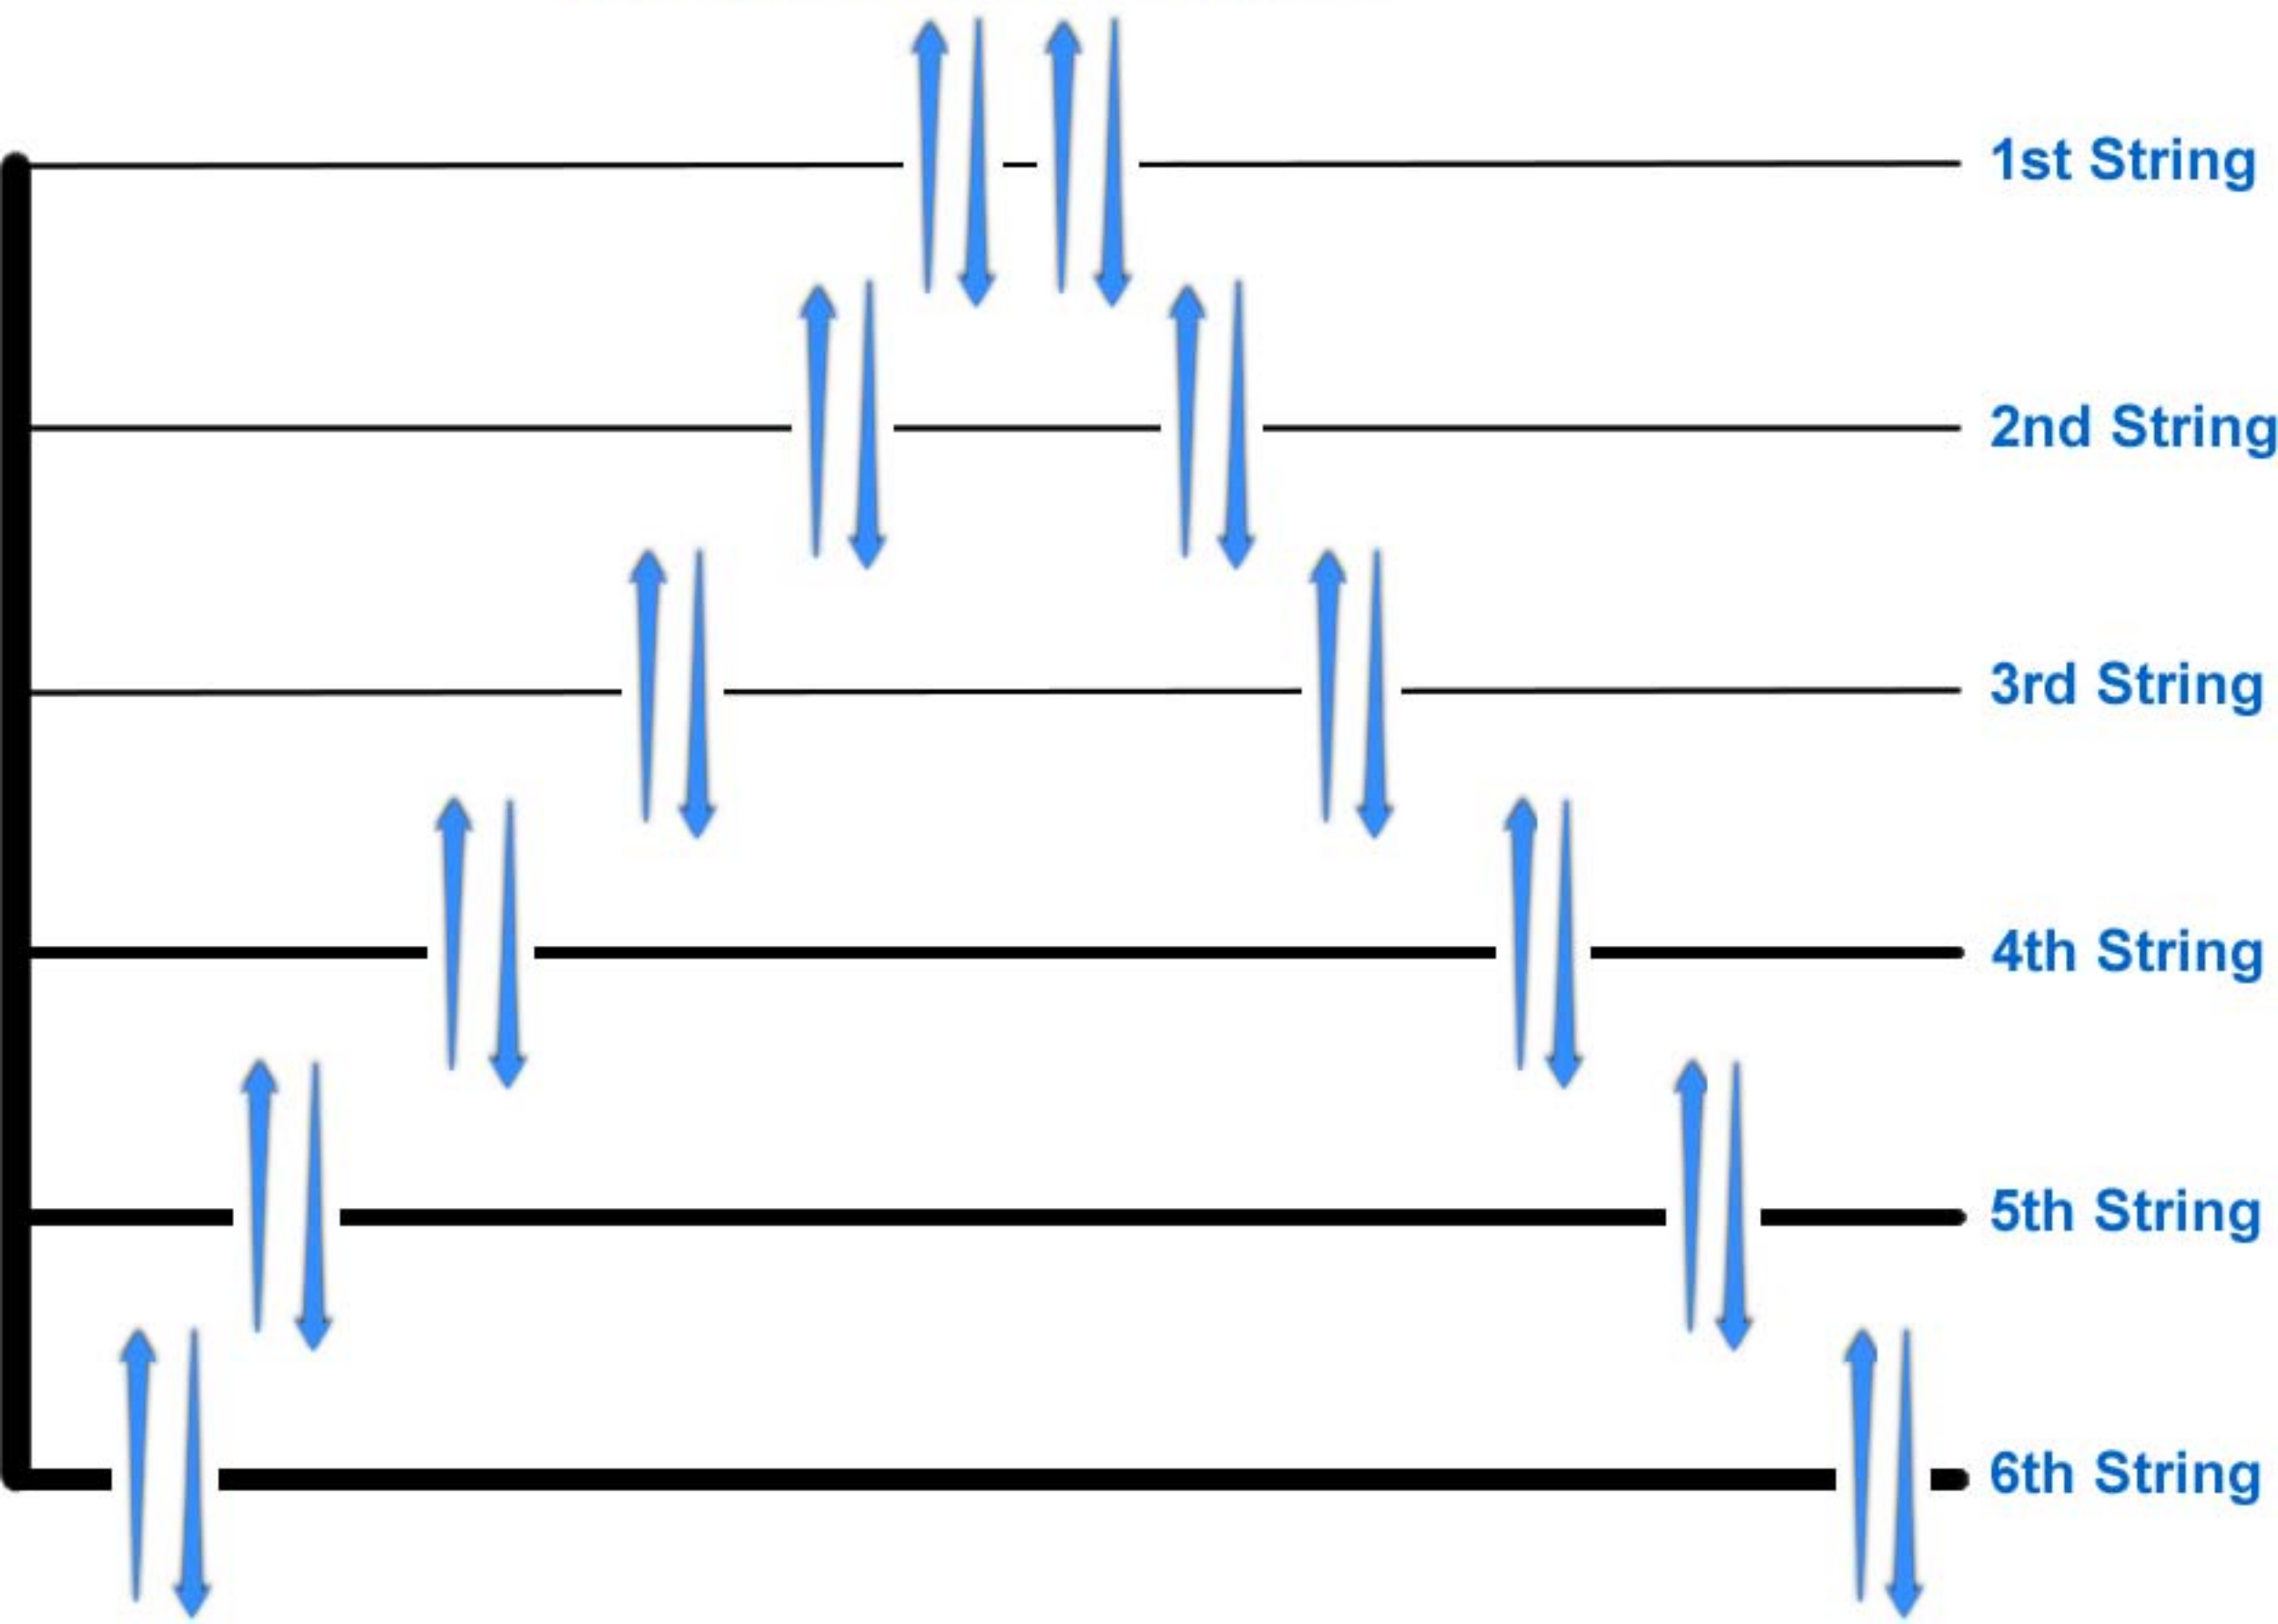 1st String
2nd String
3rd String
4th String
5th String
6th String